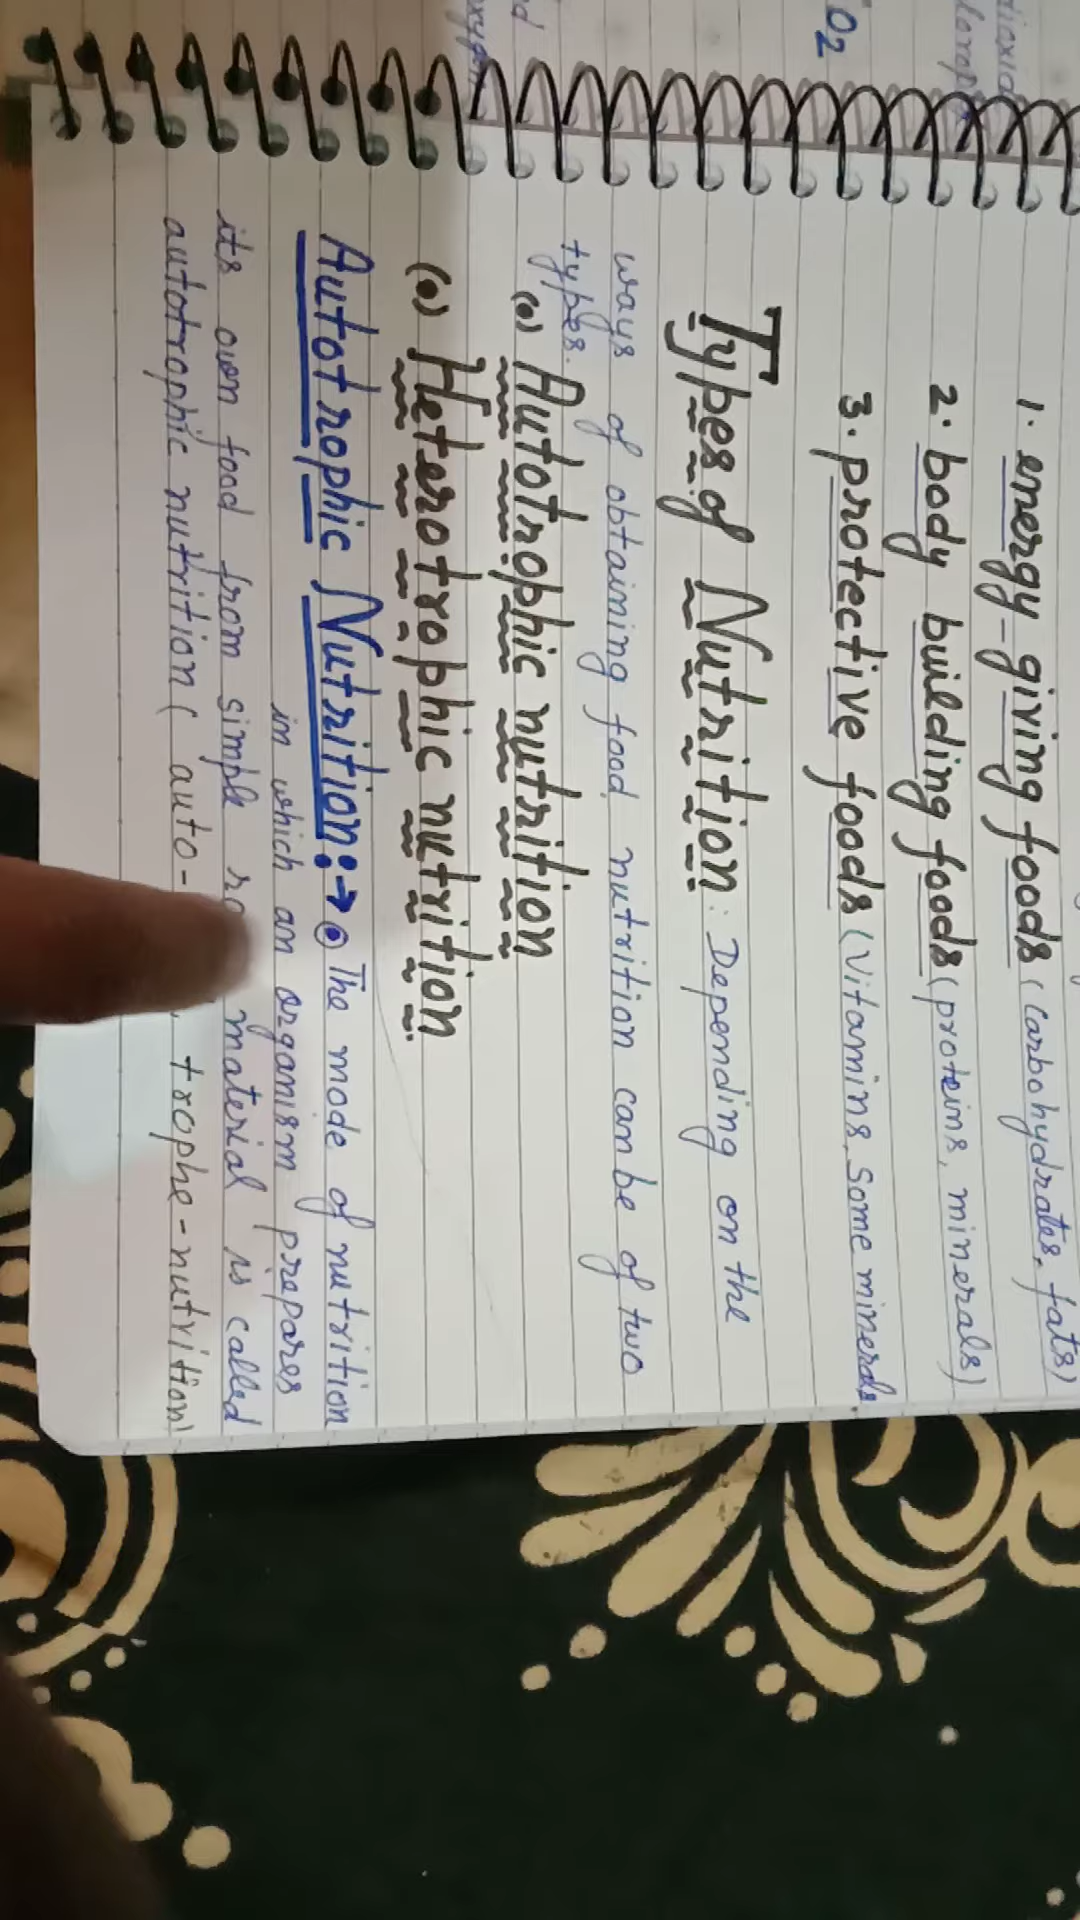 1. energy-giving foods (carbohydrates, fats)
2. body building foods (proteins, minerals)
3. protective foods (Vitamins, Some minerals
Types of Nutrition: Depending on the
ways of obtaining food, nutrition can be of two
types.
(•) Autotrophic nutrition
(•) Heterotrophic nutrition
Autotrophic Nutrition:→ The mode of nutrition
in which an organism prepares
its own food from simple material is called
autotrophic nutrition ( auto- , trophe-nutrition)
O2